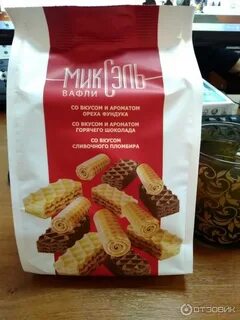 МИКСЭЛЬ
ВАФЛИ
СО ВКУСОМ И АРОМАТОМ
ОРЕХА ФУНДУКА
СО ВКУСОМ И АРОМАТОМ
ГОРЯЧЕГО ШОКОЛАДА
СО ВКУСОМ
СЛИВОЧНОГО ПЛОМБИРА
ОТЗОВИК